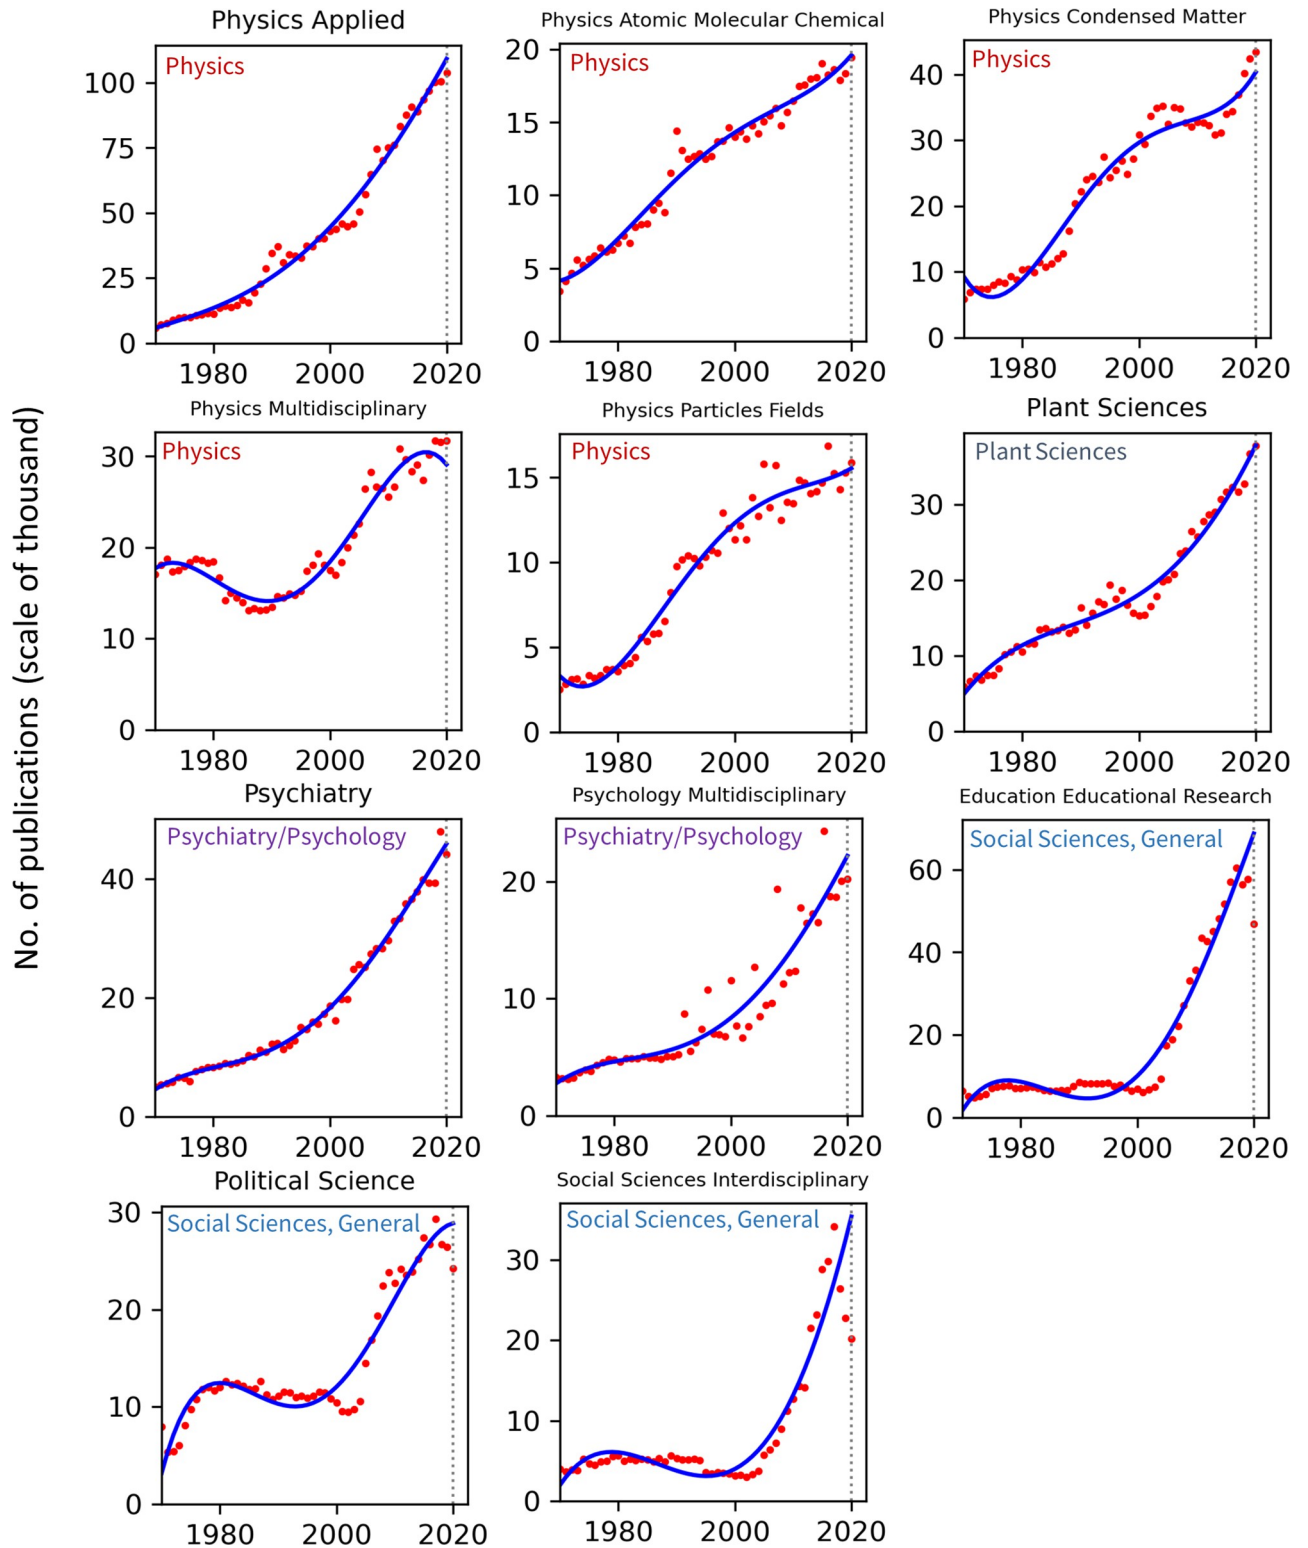 Physics Applied
Physics Atomic Molecular Chemical
Physics Condensed Matter
Physics
Physics
Physics
100
75
50
25
0
20
15
10
5
0
40
30
20
10
0
1980 2000 2020
1980 2000 2020
1980 2000 2020
No. of publications (scale of thousand)
Physics Multidisciplinary
Physics Particles Fields
Plant Sciences
Physics
Physics
Plant Sciences
30
20
10
0
15
10
5
0
30
20
10
0
1980 2000 2020
1980 2000 2020
1980 2000 2020
Psychiatry
Psychology Multidisciplinary
Education Educational Research
Psychiatry/Psychology
Psychiatry/Psychology
Social Sciences, General
40
20
0
20
10
0
60
40
20
0
1980 2000 2020
1980 2000 2020
1980 2000 2020
Political Science
Social Sciences Interdisciplinary
Social Sciences, General
Social Sciences, General
30
20
10
0
30
20
10
0
1980 2000 2020
1980 2000 2020